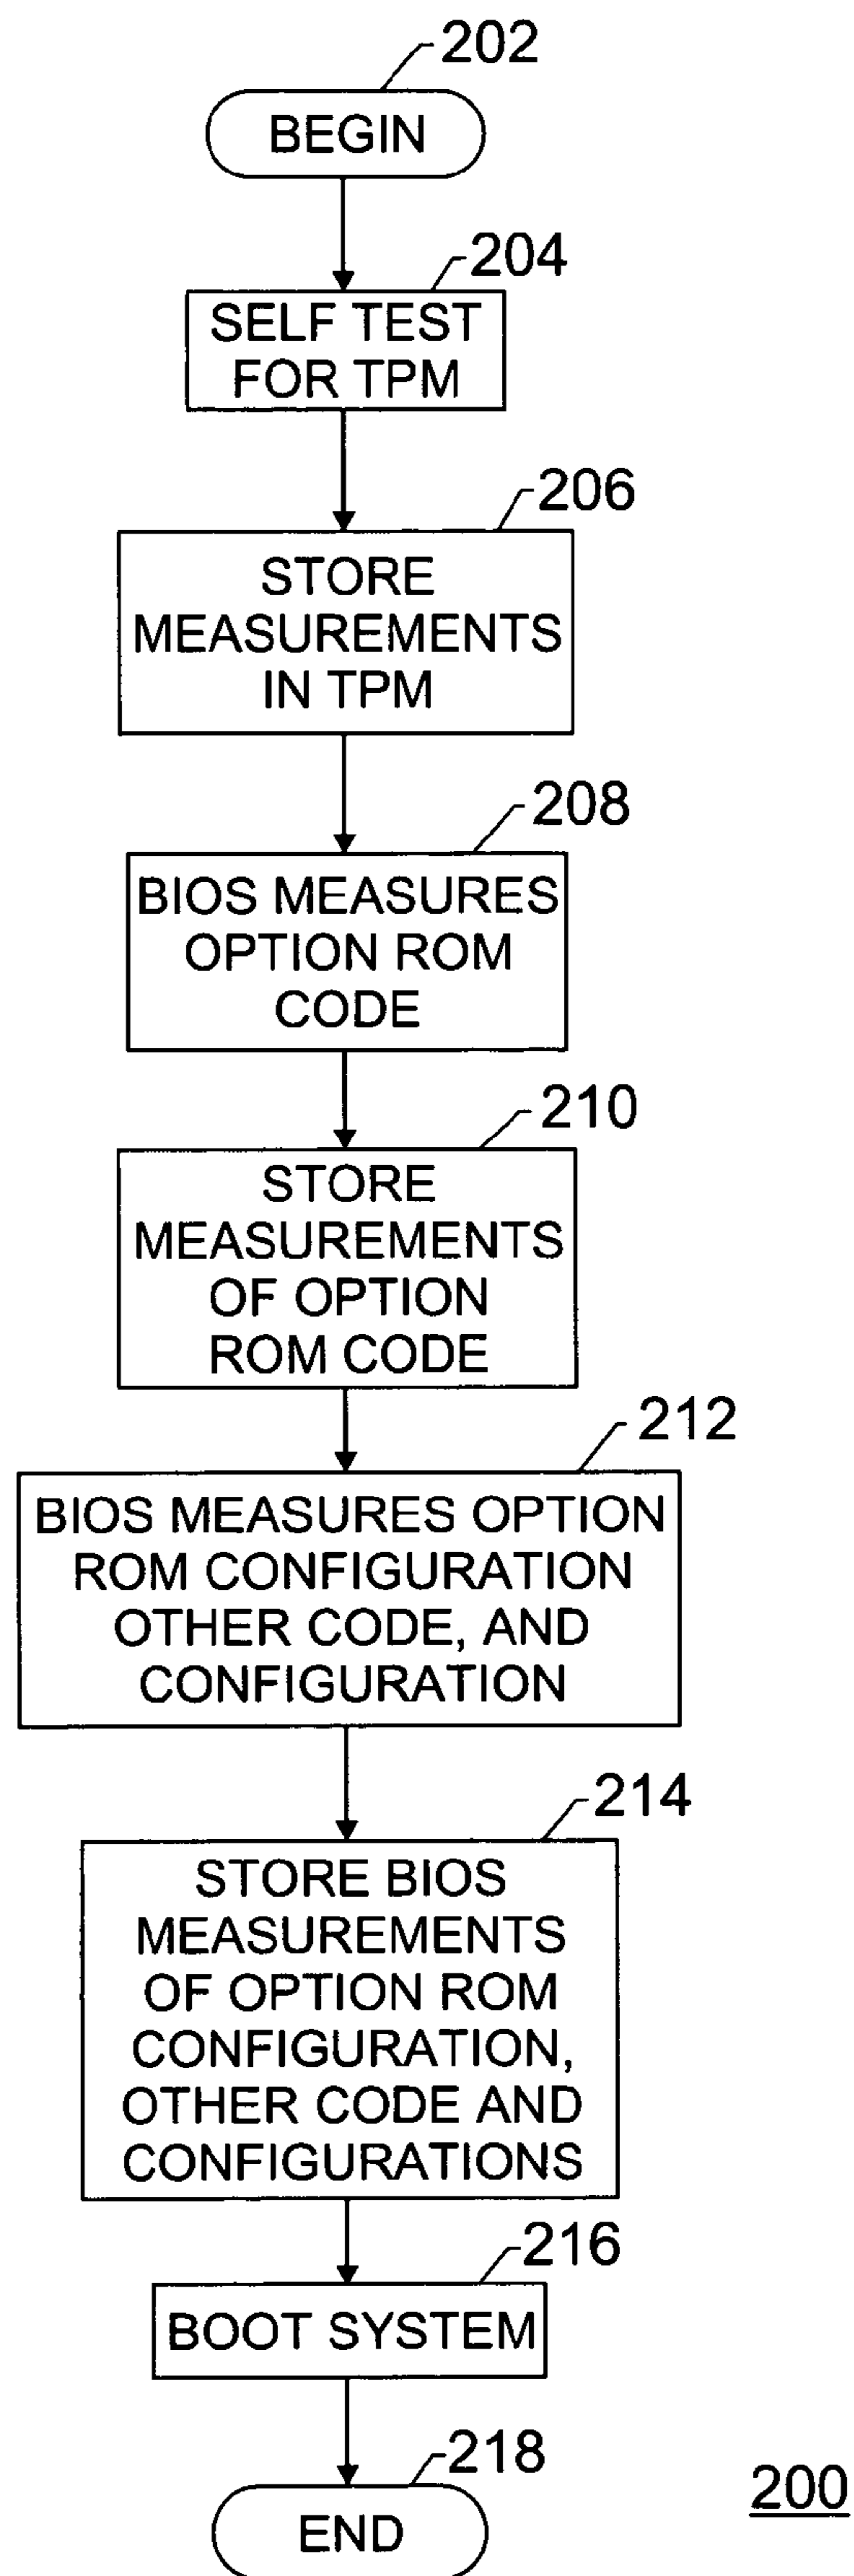 202
BEGIN
204
SELF TEST
FOR TPM
206
STORE
MEASUREMENTS
IN TPM
208
BIOS MEASURES
OPTION ROM
CODE
210
STORE
MEASUREMENTS
OF OPTION
ROM CODE
212
BIOS MEASURES OPTION
ROM CONFIGURATION
OTHER CODE, AND
CONFIGURATION
214
STORE BIOS
MEASUREMENTS
OF OPTION ROM
CONFIGURATION,
OTHER CODE AND
CONFIGURATIONS
216
BOOT SYSTEM
218
END
200